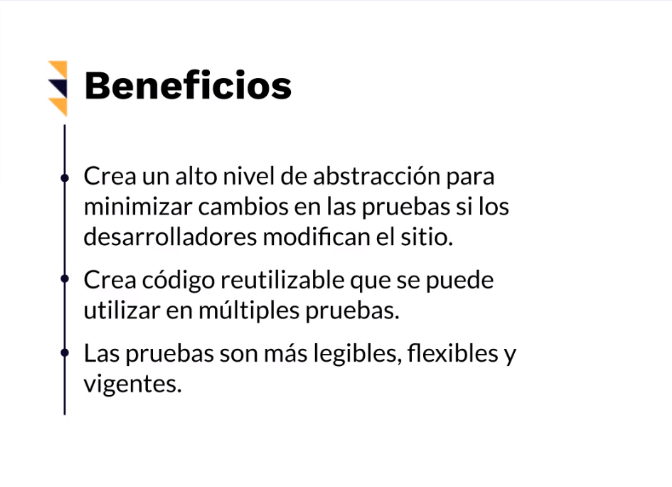 Beneficios
Crea un alto nivel de abstracción para
minimizar cambios en las pruebas si los
desarrolladores modifican el sitio.
Crea código reutilizable que se puede
utilizar en múltiples pruebas.
Las pruebas son más legibles, flexibles y
vigentes.